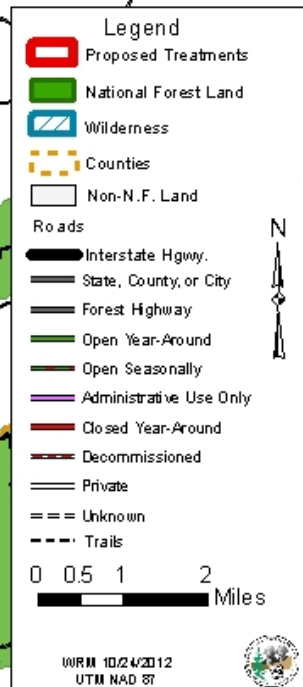 Legend
Proposed Treatments
National Forest Land
Wilderness
Counties
Non-N.F. Land
Roads
N
Interstate Hgwy.
State, County, or City
Forest Highway
Open Year-Around
Open Seasonally
Administrative Use Only
Closed Year-Around
Decommissioned
Private
Unknown
Trails
0 0.5 1 2
Miles
WRM 10/24/2012
UTM NAD 87